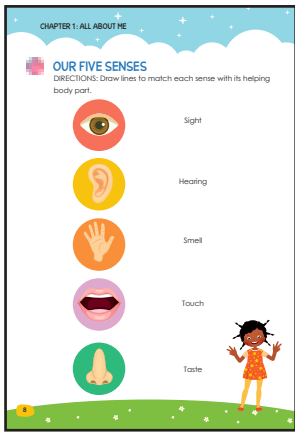 CHAPTER 1: ALL ABOUT ME
OUR FIVE SENSES
DIRECTIONS: Draw lines to match each sense with its helping
body part.
Sight
Hearing
Smell
Touch
Taste
8